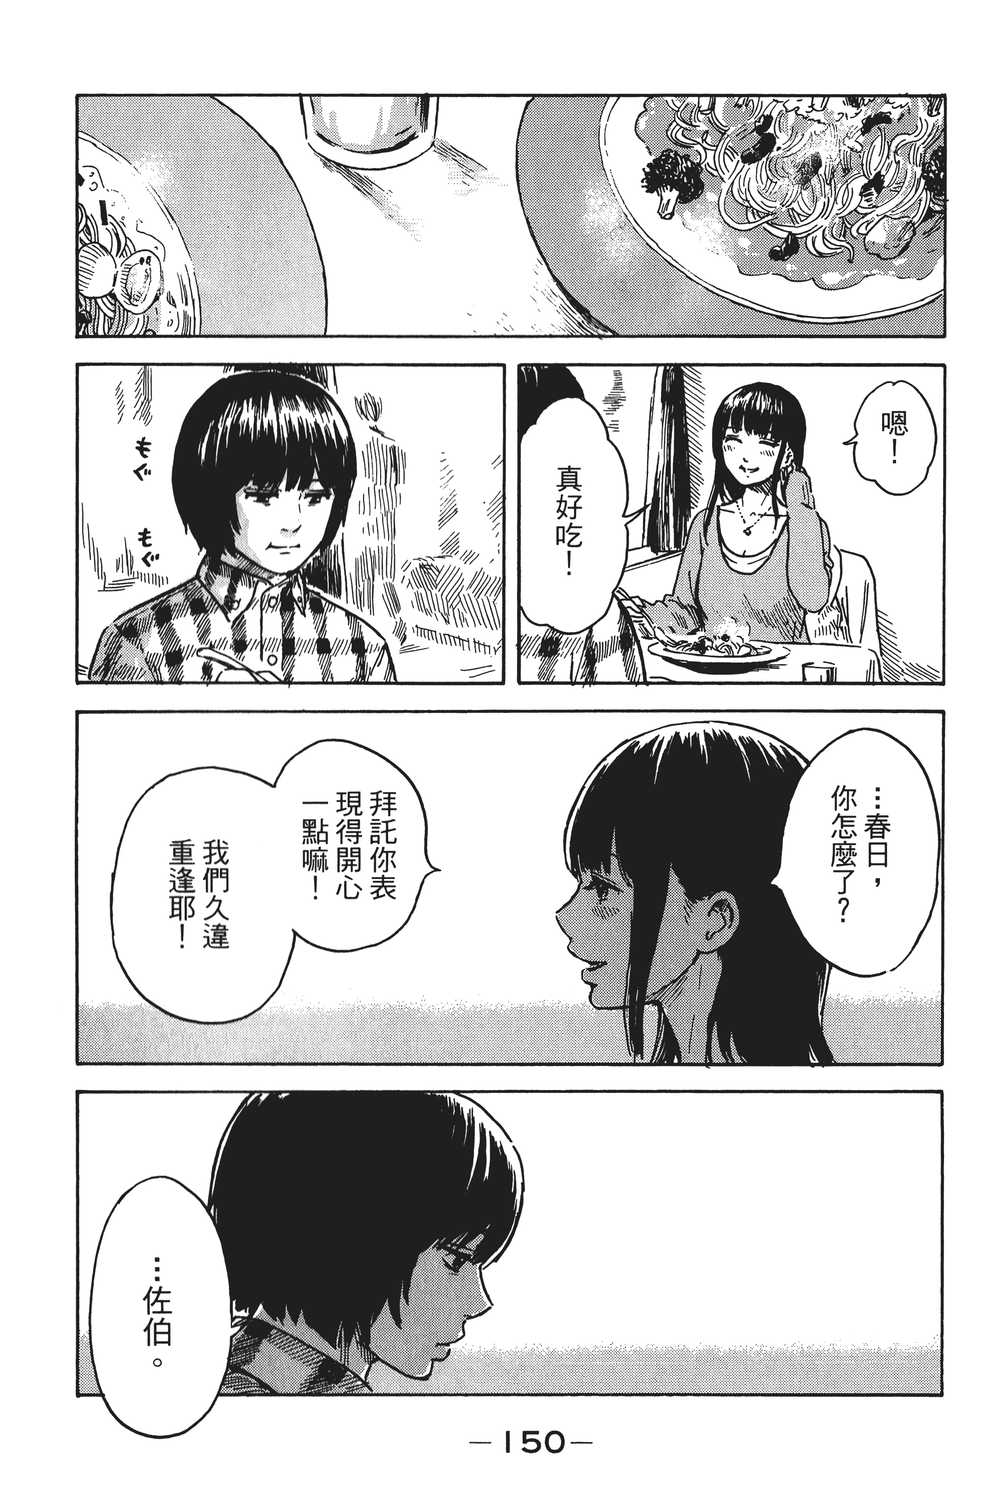 嗯！
真好吃！
もぐ
もぐ
…春日，
你怎麼了？
拜託你表
現得開心
一點嘛！
我們久違
重逢耶！
…佐伯。
—150—